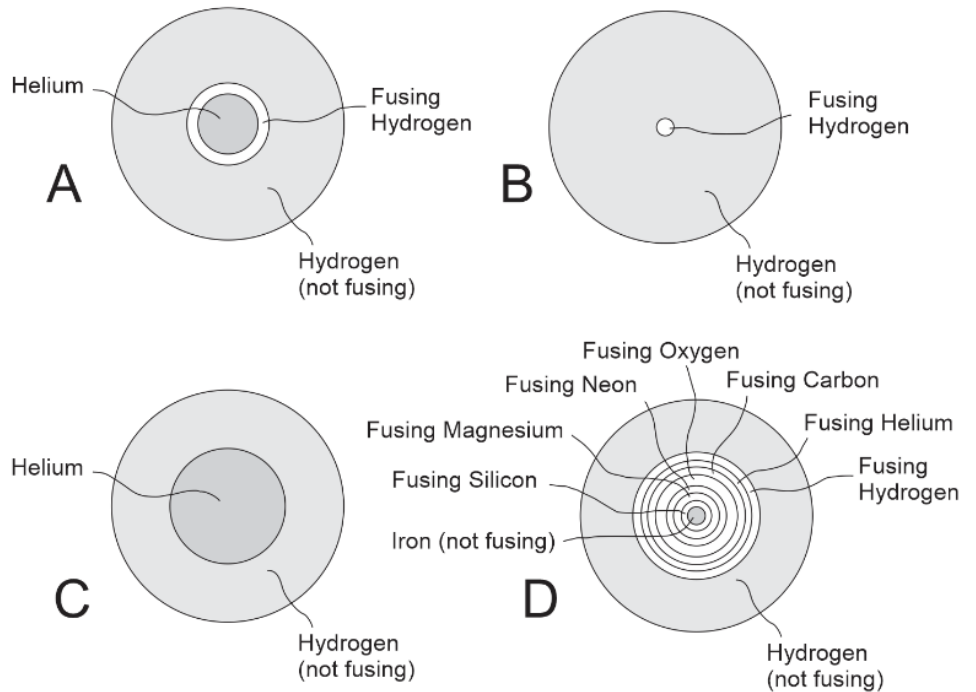 Helium
Fusing
Hydrogen
A
Hydrogen
(not fusing)
Fusing
Hydrogen
B
Hydrogen
(not fusing)
Helium
C
Hydrogen
(not fusing)
Fusing Oxygen
Fusing Neon
Fusing Carbon
Fusing Magnesium
Fusing Helium
Fusing Silicon
Fusing
Hydrogen
Iron (not fusing)
D
Hydrogen
(not fusing)